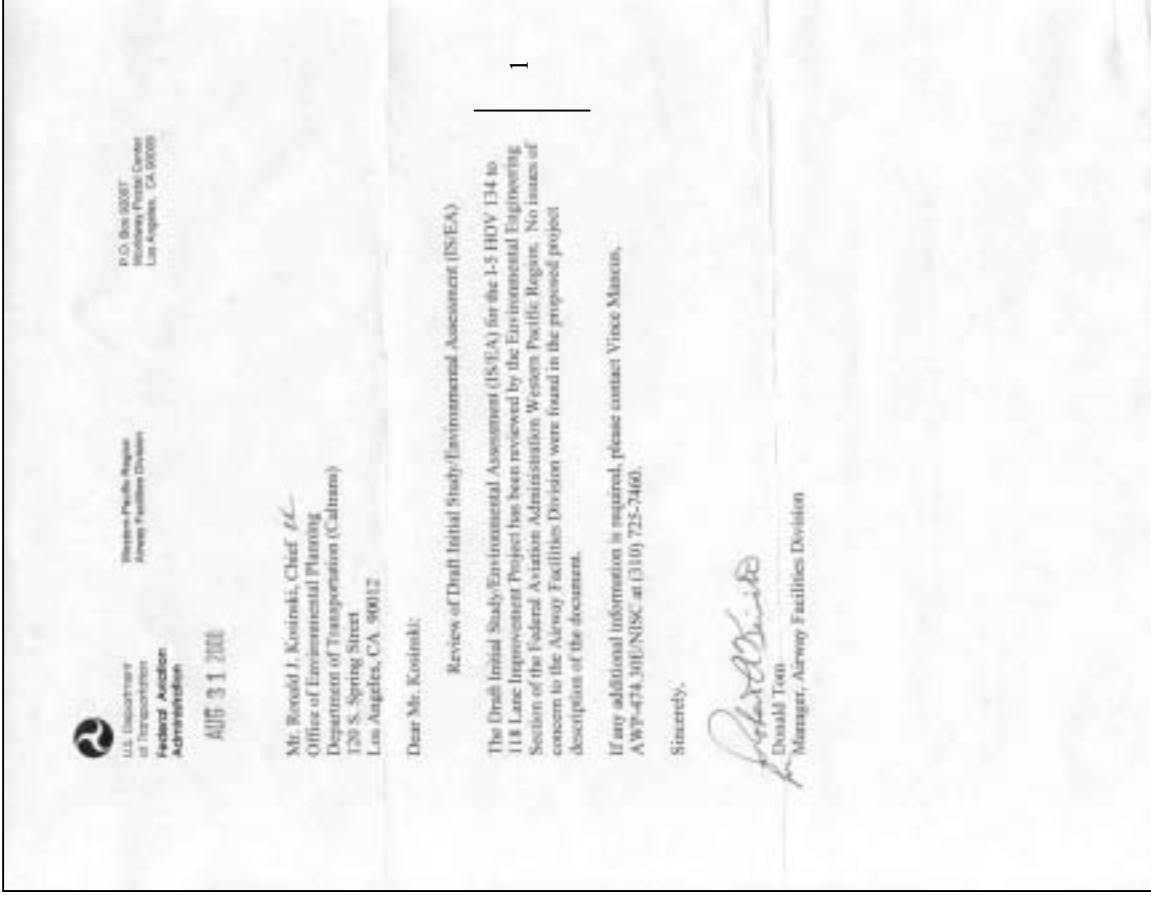 U.S. Department
of Transportation
Federal Aviation
Administration
Western-Pacific Region
Airway Facilities Division
P.O. Box 92007
Worldway Postal Center
Los Angeles, CA 90009
AUG 31 2000
Mr. Ronald J. Kosinski, Chief
Office of Environmental Planning
Department of Transportation (Caltrans)
120 S. Spring Street
Los Angeles, CA 90012
Dear Mr. Kosinski:
Review of Draft Initial Study/Environmental Assessment (IS/EA)
The Draft Initial Study/Environmental Assessment (IS/EA) for the I-5 HOV 134 to
118 Lane Improvement Project has been reviewed by the Environmental Engineering
Section of the Federal Aviation Administration Western Pacific Region. No issues of
concern to the Airway Facilities Division were found in the proposed project
description of the document.
1
If any additional information is required, please contact Vince Mancin,
AWP-474.30E/NISC at (310) 725-7460.
Sincerely,
Donald Tom
Manager, Airway Facilities Division